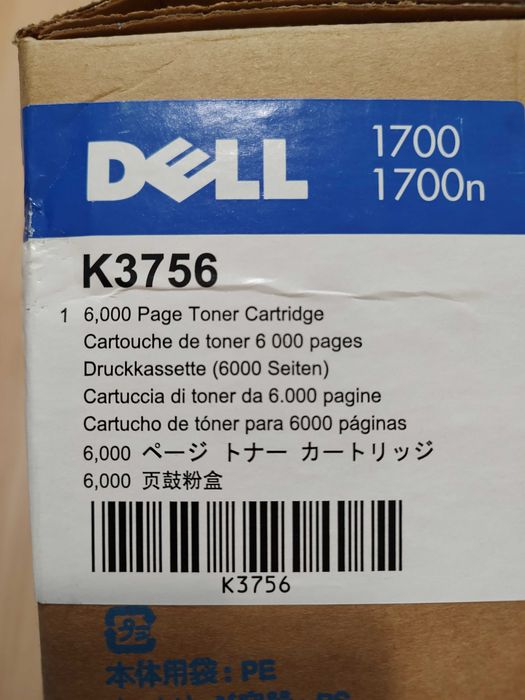 DELL
1700
1700n
K3756
1 6,000 Page Toner Cartridge
Cartouche de toner 6 000 pages
Druckkassette (6000 Seiten)
Cartuccia di toner da 6.000 pagine
Cartucho de tóner para 6000 páginas
6,000 ページ トナー カートリッジ
6,000 页鼓粉盒
K3756
プラ
本体用袋: PE